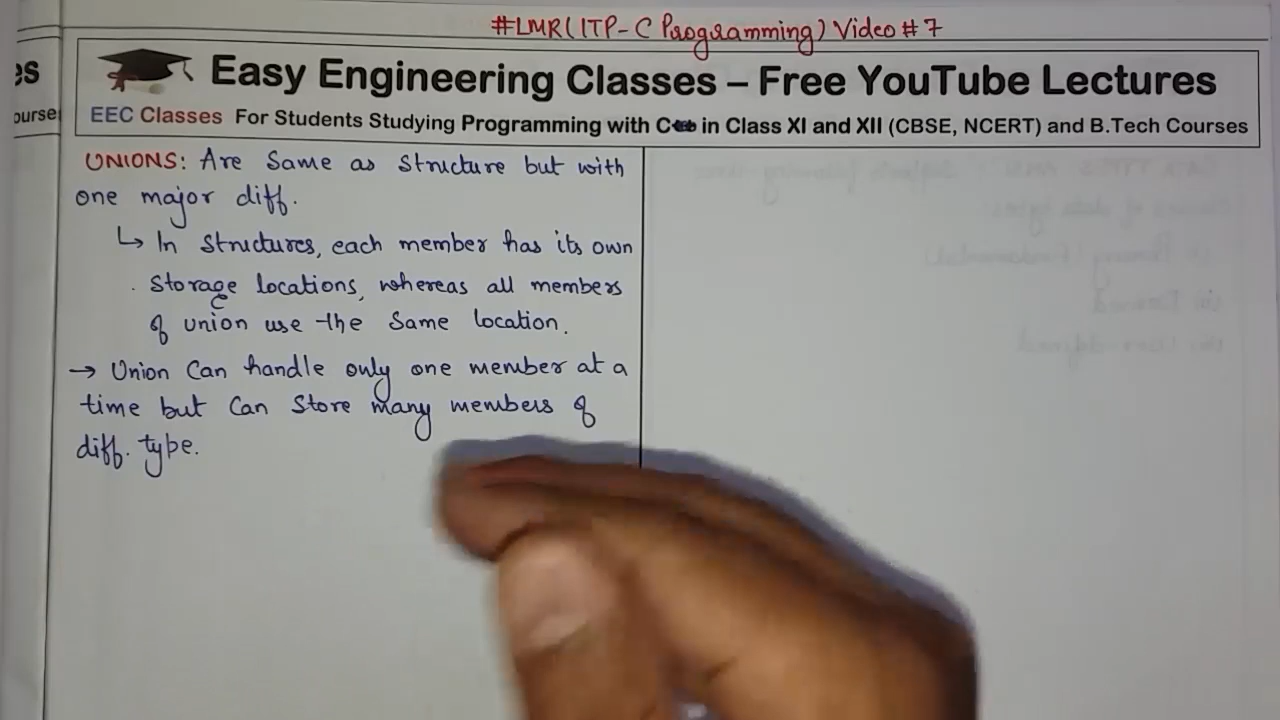 #LMR(ITP-C Programming) Video #7
es
ourse
Easy Engineering Classes – Free YouTube Lectures
EEC Classes For Students Studying Programming with C in Class XI and XII (CBSE, NCERT) and B.Tech Courses
UNIONS: Are Same as Structure but with
one major diff.
↳ In Structures, each member has its own
Storage locations, whereas all members
of union use the Same location.
→ Union Can handle only one member at a
time but Can Store many members of
diff. type.